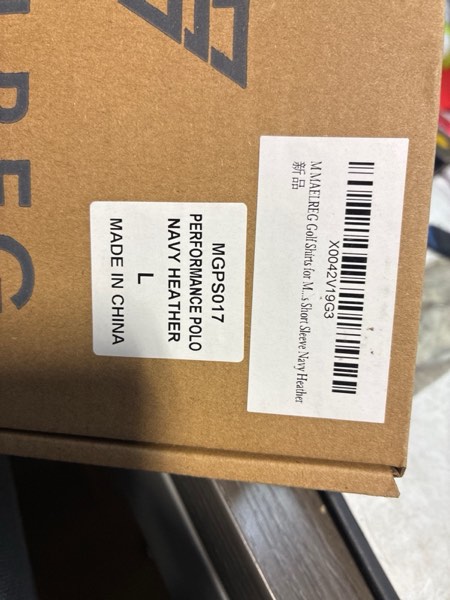 REG
MGPS017
PERFORMANCE POLO
NAVY HEATHER
L
MADE IN CHINA
X0042V19G3
M MAELREG Golf Shirts for M...s Short Sleeve Navy Heather
新品